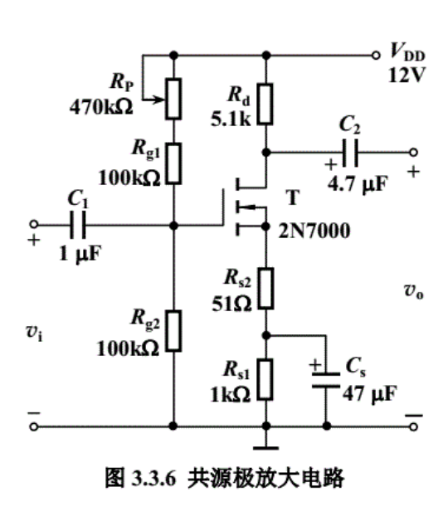 V_DD
12V
R_P
470kΩ
R_d
5.1k
R_g1
100kΩ
C_2
+
4.7 μF
+
C_1
+
1 μF
T
2N7000
R_s2
51Ω
v_i
v_o
R_g2
100kΩ
R_s1
1kΩ
+
C_s
47 μF
−
−
图 3.3.6 共源极放大电路